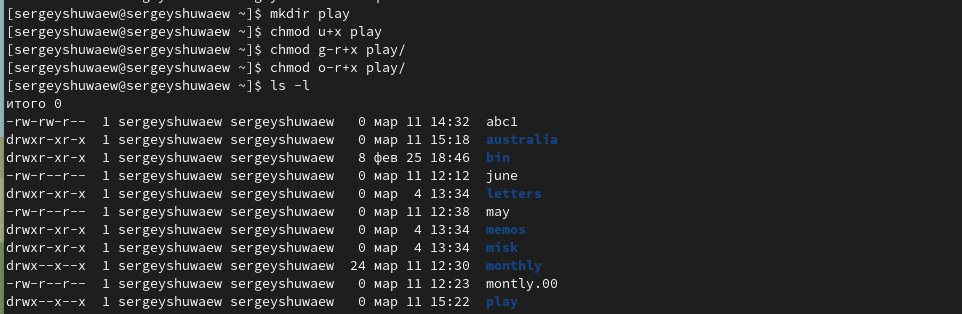 [sergeyshuwaew@sergeyshuwaew ~]$ mkdir play
[sergeyshuwaew@sergeyshuwaew ~]$ chmod u+x play
[sergeyshuwaew@sergeyshuwaew ~]$ chmod g-r+x play/
[sergeyshuwaew@sergeyshuwaew ~]$ chmod o-r+x play/
[sergeyshuwaew@sergeyshuwaew ~]$ ls -l
итого 0
-rw-rw-r-- 1 sergeyshuwaew sergeyshuwaew 0 мар 11 14:32 abc1
drwxr-xr-x 1 sergeyshuwaew sergeyshuwaew 0 мар 11 15:18 australia
drwxr-xr-x 1 sergeyshuwaew sergeyshuwaew 8 фев 25 18:46 bin
-rw-r--r-- 1 sergeyshuwaew sergeyshuwaew 0 мар 11 12:12 june
drwxr-xr-x 1 sergeyshuwaew sergeyshuwaew 0 мар 4 13:34 letters
-rw-r--r-- 1 sergeyshuwaew sergeyshuwaew 0 мар 11 12:38 may
drwxr-xr-x 1 sergeyshuwaew sergeyshuwaew 0 мар 4 13:34 memos
drwxr-xr-x 1 sergeyshuwaew sergeyshuwaew 0 мар 4 13:34 misk
drwx--x--x 1 sergeyshuwaew sergeyshuwaew 24 мар 11 12:30 monthly
-rw-r--r-- 1 sergeyshuwaew sergeyshuwaew 0 мар 11 12:23 montly.00
drwx--x--x 1 sergeyshuwaew sergeyshuwaew 0 мар 11 15:22 play